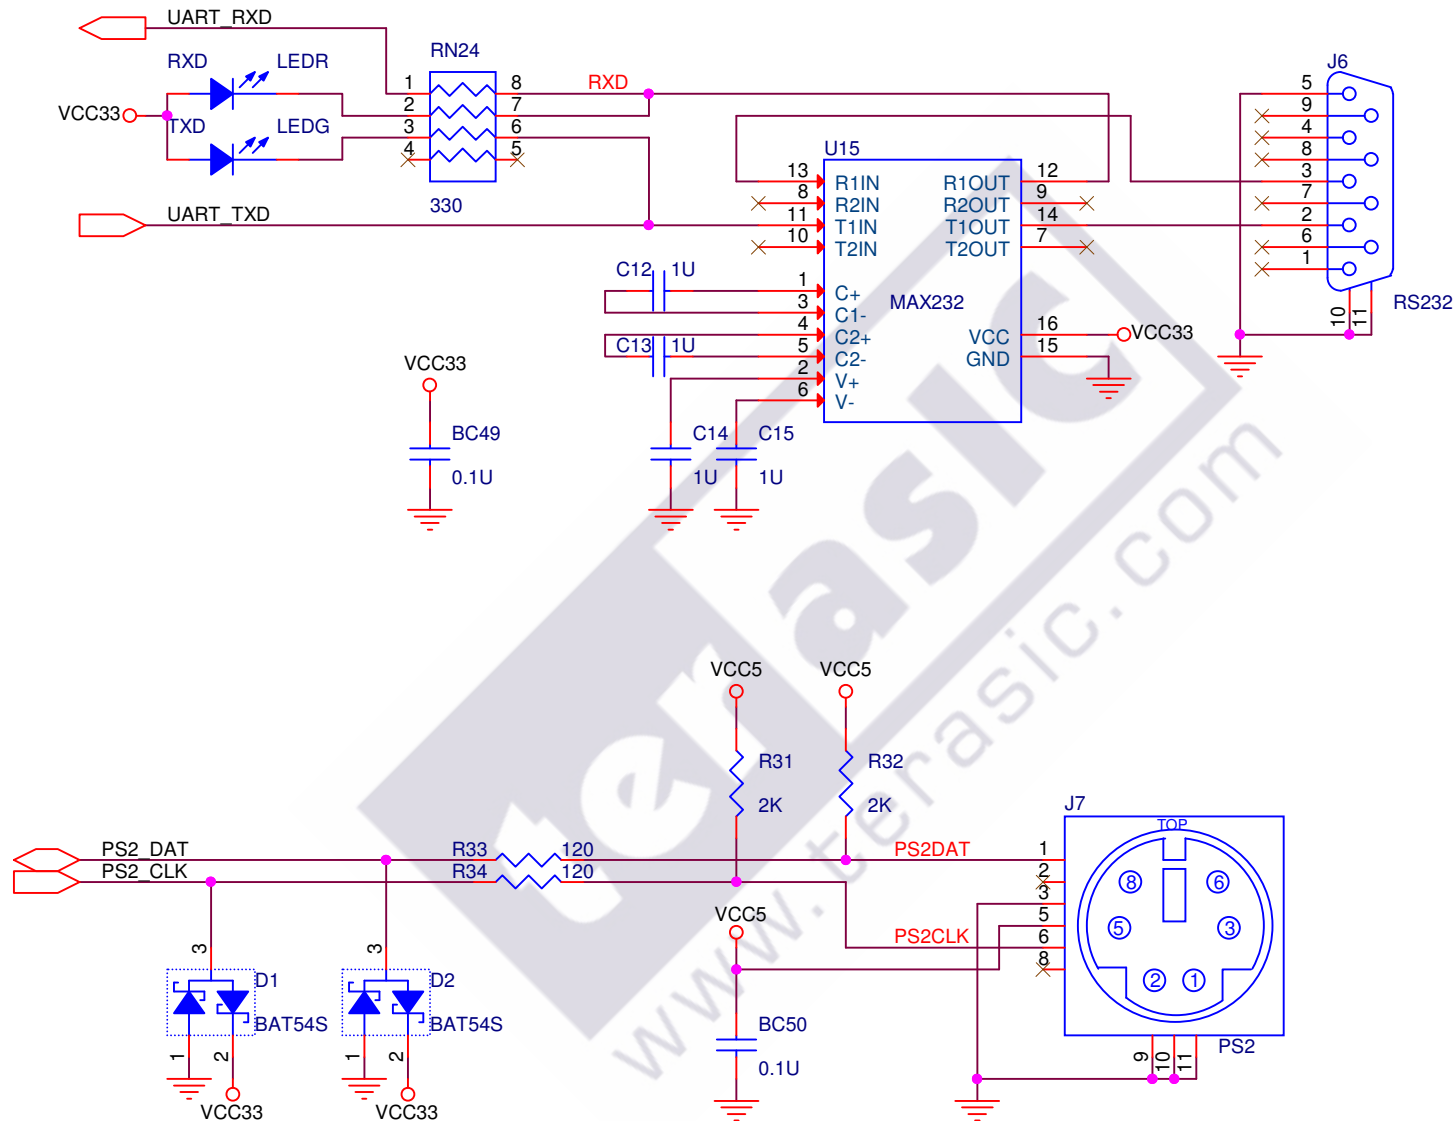 UART_RXD
RXD LEDR
VCC33
TXD LEDG
UART_TXD
RN24
1 8
2 7
3 6
4 5
330
RXD
U15
13 R1IN R1OUT 12
8 R2IN R2OUT 9
11 T1IN T1OUT 14
10 T2IN T2OUT 7
1 C+
3 C1-
4 C2+
5 C2-
2 V+
6 V-
MAX232
VCC 16 VCC33
GND 15
C12 1U
C13 1U
C14 C15
1U 1U
VCC33
BC49
0.1U
J6
5
9
4
8
3
7
2
6
1
10 11
RS232
VCC5 VCC5
R31 R32
2K 2K
PS2_DAT R33 120 PS2DAT
PS2_CLK R34 120
PS2CLK
VCC5
BC50
0.1U
3 3
D1 D2
BAT54S BAT54S
1 2 1 2
VCC33 VCC33
J7
TOP
1
2
3
5
6
8
8 6
5 3
2 1
9 10 11
PS2
terasic
www.terasic.com